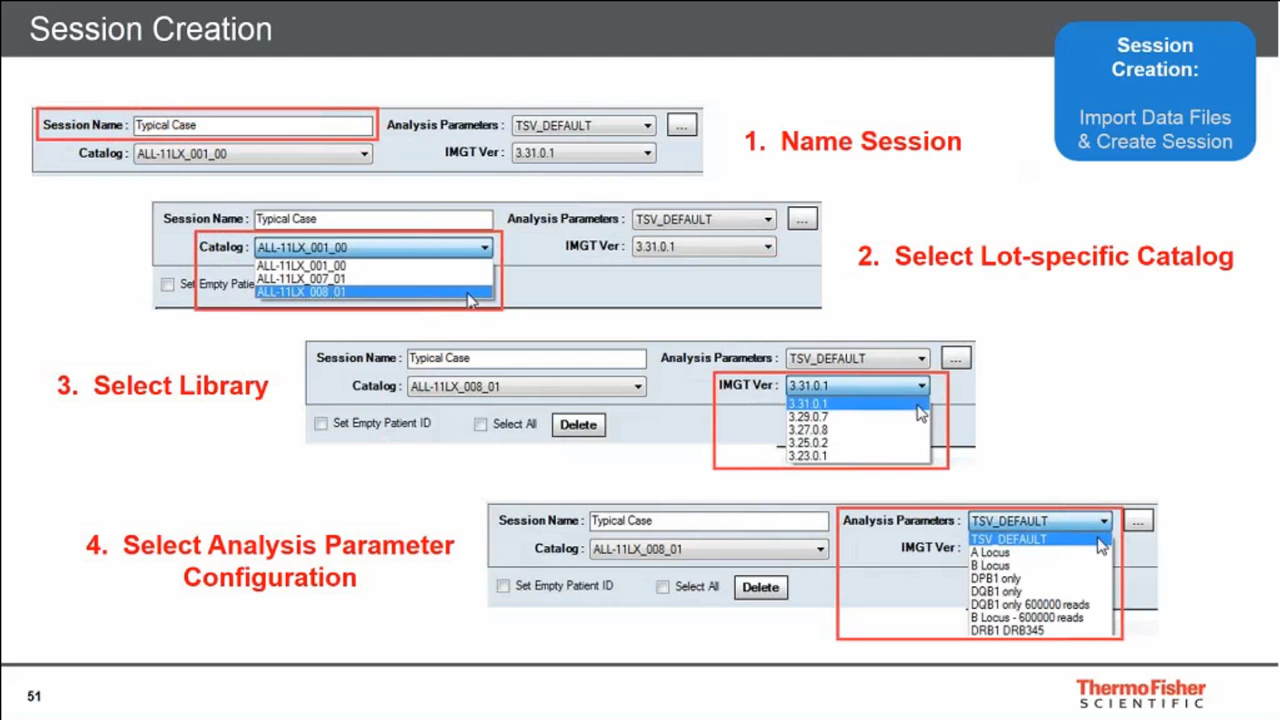 Session Creation
Session
Creation:
Import Data Files
& Create Session
Session Name : Typical Case Analysis Parameters : TSV_DEFAULT ...
Catalog : ALL-11LX_001_00 IMGT Ver : 3.31.0.1
1. Name Session
Session Name : Typical Case Analysis Parameters : TSV_DEFAULT ...
Catalog : ALL-11LX_001_00 IMGT Ver : 3.31.0.1
ALL-11LX_001_00
ALL-11LX_007_01
Set Empty Patie ALL-11LX_008_01
2. Select Lot-specific Catalog
3. Select Library
Session Name : Typical Case Analysis Parameters : TSV_DEFAULT ...
Catalog : ALL-11LX_008_01 IMGT Ver : 3.31.0.1
3.31.0.1
Set Empty Patient ID Select All Delete 3.29.0.7
3.27.0.8
3.25.0.2
3.23.0.1
4. Select Analysis Parameter
Configuration
Session Name : Typical Case Analysis Parameters : TSV_DEFAULT ...
Catalog : ALL-11LX_008_01 IMGT Ver : TSV_DEFAULT
A Locus
B Locus
Set Empty Patient ID Select All Delete DPB1 only
DQB1 only
DQB1 only 600000 reads
B Locus - 600000 reads
DRB1 DRB345
51
ThermoFisher
SCIENTIFIC